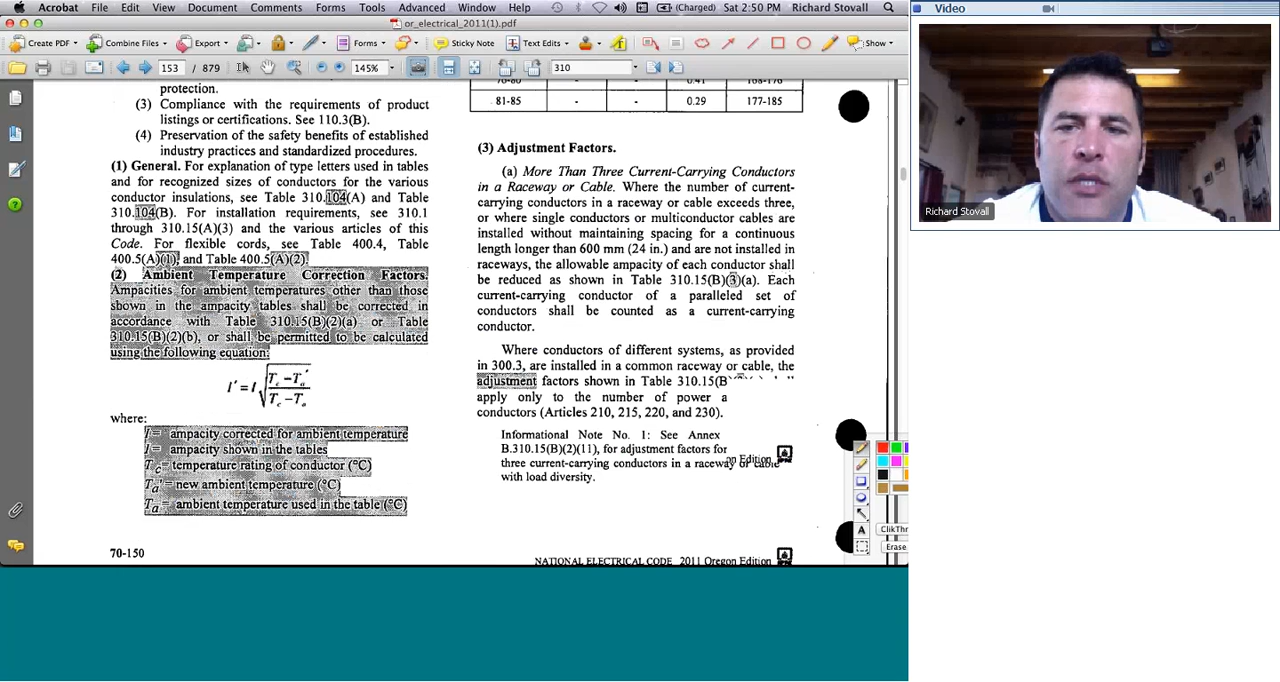 Acrobat File Edit View Document Comments Forms Tools Advanced Window Help (Charged) Sat 2:50 PM Richard Stovall
or_electrical_2011(1).pdf
Create PDF Combine Files Export Forms Sticky Note Text Edits Show
153 / 879 145% 310
protection.
(3) Compliance with the requirements of product
listings or certifications. See 110.3(B).
(4) Preservation of the safety benefits of established
industry practices and standardized procedures.
(1) General. For explanation of type letters used in tables
and for recognized sizes of conductors for the various
conductor insulations, see Table 310.104(A) and Table
310.104(B). For installation requirements, see 310.1
through 310.15(A)(3) and the various articles of this
Code. For flexible cords, see Table 400.4, Table
400.5(A)(1), and Table 400.5(A)(2).
(2) Ambient Temperature Correction Factors.
Ampacities for ambient temperatures other than those
shown in the ampacity tables shall be corrected in
accordance with Table 310.15(B)(2)(a) or Table
310.15(B)(2)(b), or shall be permitted to be calculated
using the following equation:
I' = I √((Tc − Ta') / (Tc − Ta))
where:
I' = ampacity corrected for ambient temperature
I = ampacity shown in the tables
Tc = temperature rating of conductor (°C)
Ta' = new ambient temperature (°C)
Ta = ambient temperature used in the table (°C)
70-150
81-85 - - 0.29 177-185
(3) Adjustment Factors.
(a) More Than Three Current-Carrying Conductors
in a Raceway or Cable. Where the number of current-
carrying conductors in a raceway or cable exceeds three,
or where single conductors or multiconductor cables are
installed without maintaining spacing for a continuous
length longer than 600 mm (24 in.) and are not installed in
raceways, the allowable ampacity of each conductor shall
be reduced as shown in Table 310.15(B)(3)(a). Each
current-carrying conductor of a paralleled set of
conductors shall be counted as a current-carrying
conductor.
Where conductors of different systems, as provided
in 300.3, are installed in a common raceway or cable, the
adjustment factors shown in Table 310.15(B
apply only to the number of power a
conductors (Articles 210, 215, 220, and 230).
Informational Note No. 1: See Annex
B.310.15(B)(2)(11), for adjustment factors for
on Edition
three current-carrying conductors in a raceway or cable
with load diversity.
NATIONAL ELECTRICAL CODE 2011 Oregon Edition
A ClikThr
Erase
Video
Richard Stovall